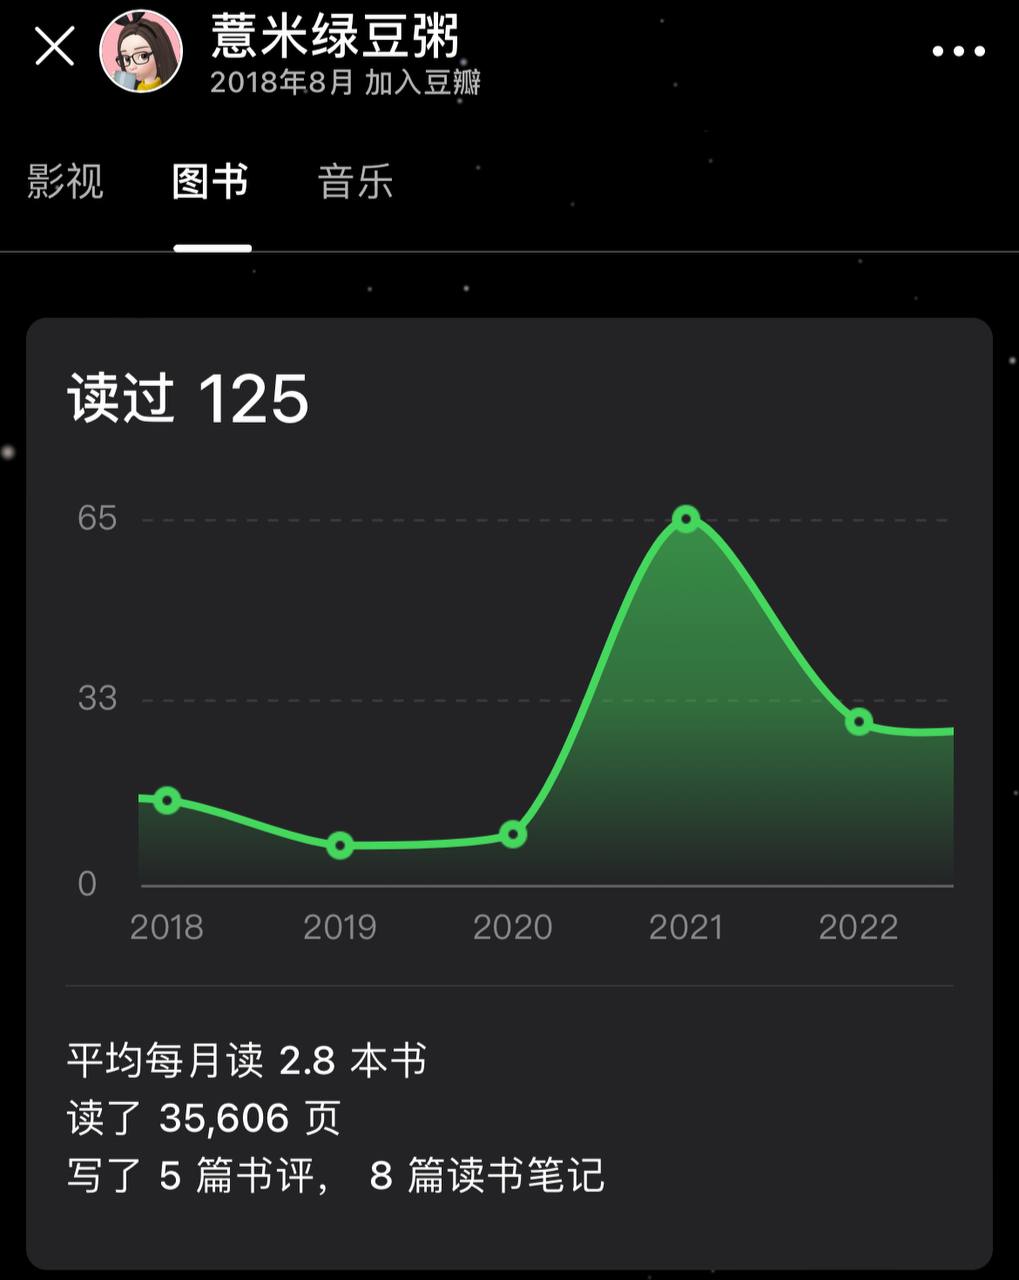 薏米绿豆粥
2018年8月 加入豆瓣
影视 图书 音乐
读过 125
65
33
0
2018 2019 2020 2021 2022
平均每月读 2.8 本书
读了 35,606 页
写了 5 篇书评， 8 篇读书笔记